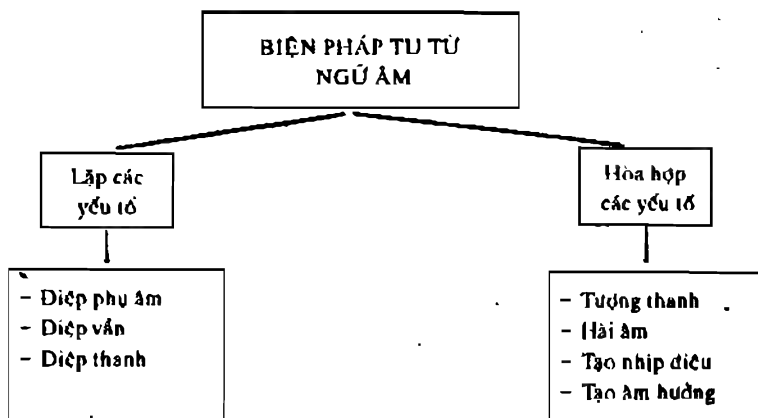 BIỆN PHÁP TU TỪ
NGỮ ÂM
Lặp các
yếu tố
Hòa hợp
các yếu tố
- Điệp phụ âm
- Điệp vần
- Điệp thanh
- Tượng thanh
- Hài âm
- Tạo nhịp điệu
- Tạo âm hưởng